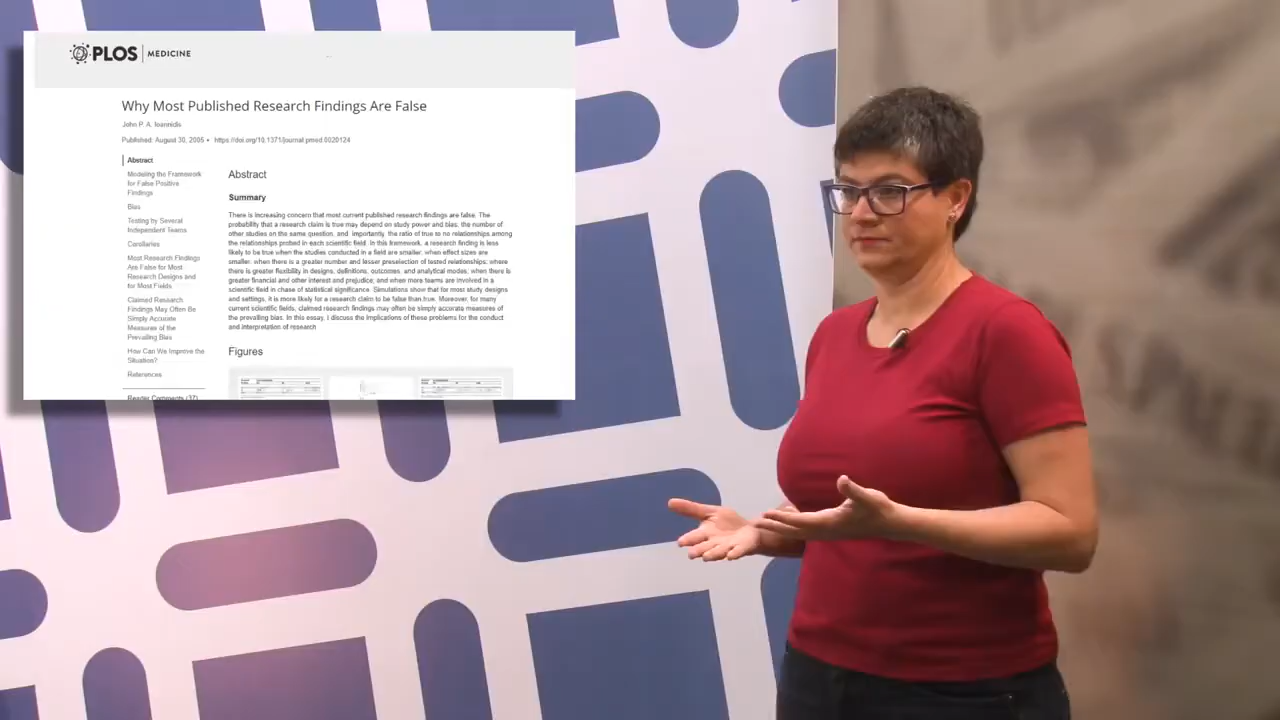 PLOS | MEDICINE
Why Most Published Research Findings Are False
John P. A. Ioannidis
Published: August 30, 2005 • https://doi.org/10.1371/journal.pmed.0020124
Abstract
Modeling the Framework
for False Positive
Findings
Bias
Testing by Several
Independent Teams
Corollaries
Most Research Findings
Are False for Most
Research Designs and
for Most Fields
Claimed Research
Findings May Often Be
Simply Accurate
Measures of the
Prevailing Bias
How Can We Improve the
Situation?
References
Reader Comments (37)
Abstract
Summary
There is increasing concern that most current published research findings are false. The
probability that a research claim is true may depend on study power and bias, the number of
other studies on the same question, and, importantly, the ratio of true to no relationships among
the relationships probed in each scientific field. In this framework, a research finding is less
likely to be true when the studies conducted in a field are smaller; when effect sizes are
smaller; when there is a greater number and lesser preselection of tested relationships; where
there is greater flexibility in designs, definitions, outcomes, and analytical modes; when there is
greater financial and other interest and prejudice; and when more teams are involved in a
scientific field in chase of statistical significance. Simulations show that for most study designs
and settings, it is more likely for a research claim to be false than true. Moreover, for many
current scientific fields, claimed research findings may often be simply accurate measures of
the prevailing bias. In this essay, I discuss the implications of these problems for the conduct
and interpretation of research
Figures